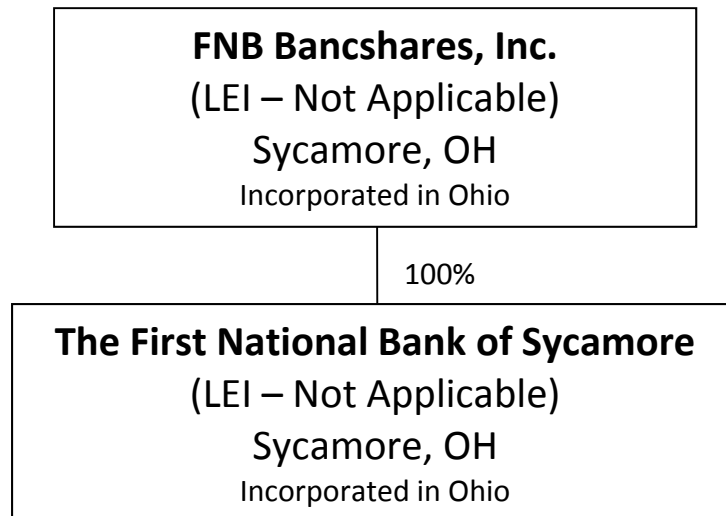 FNB Bancshares, Inc.
(LEI – Not Applicable)
Sycamore, OH
Incorporated in Ohio
100%
The First National Bank of Sycamore
(LEI – Not Applicable)
Sycamore, OH
Incorporated in Ohio